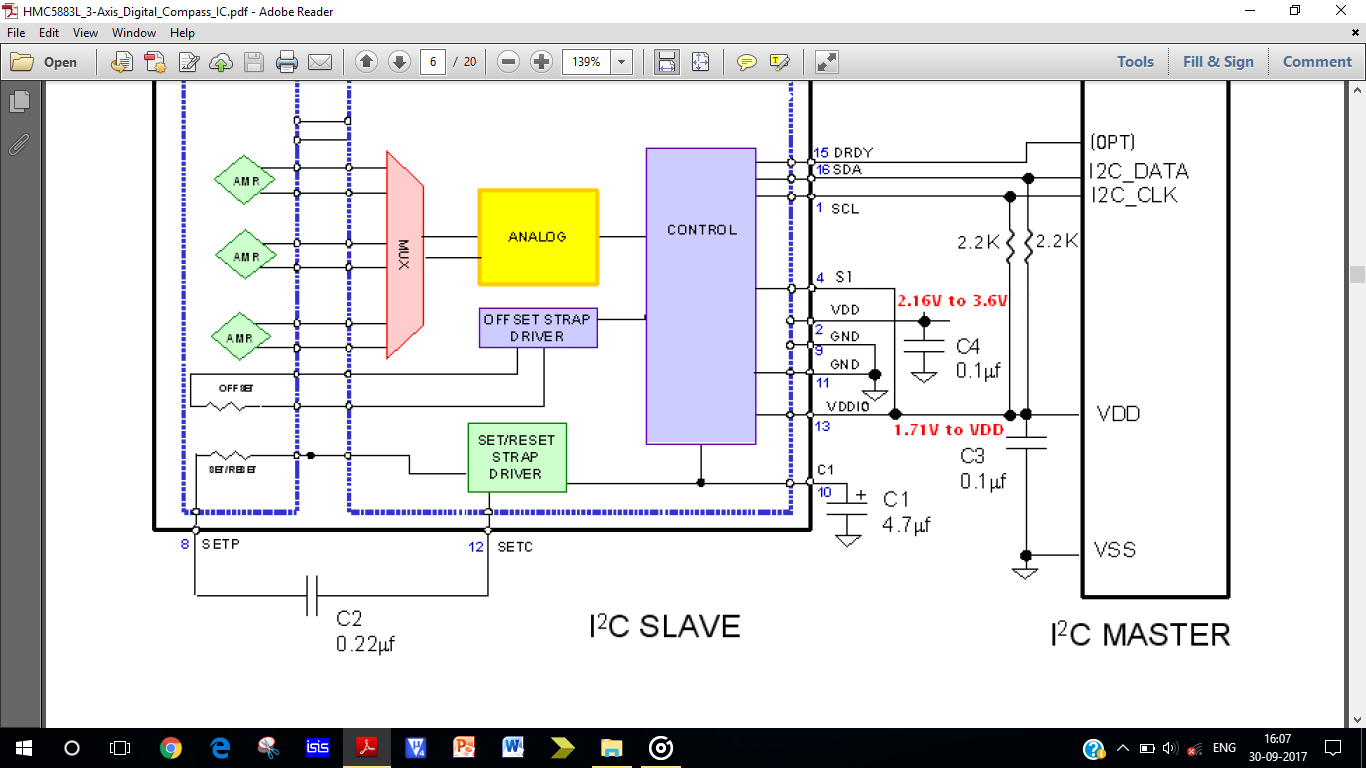 HMC5883L_3-Axis_Digital_Compass_IC.pdf - Adobe Reader
File Edit View Window Help
Open 6 / 20 139% Tools Fill & Sign Comment
AMR
AMR
AMR
MUX
ANALOG
OFFSET STRAP
DRIVER
CONTROL
OFFSET
SET/RESET
SET/RESET
STRAP
DRIVER
15 DRDY
16 SDA
1 SCL
4 S1
VDD
2
GND
9
GND
11
VDDIO
13
C1
10
2.16V to 3.6V
C4
0.1µf
1.71V to VDD
C3
0.1µf
2.2K
2.2K
+
C1
4.7µf
(OPT)
I2C_DATA
I2C_CLK
VDD
VSS
8 SETP
12 SETC
C2
0.22µf
I²C SLAVE
I²C MASTER
isis
ENG
16:07
30-09-2017